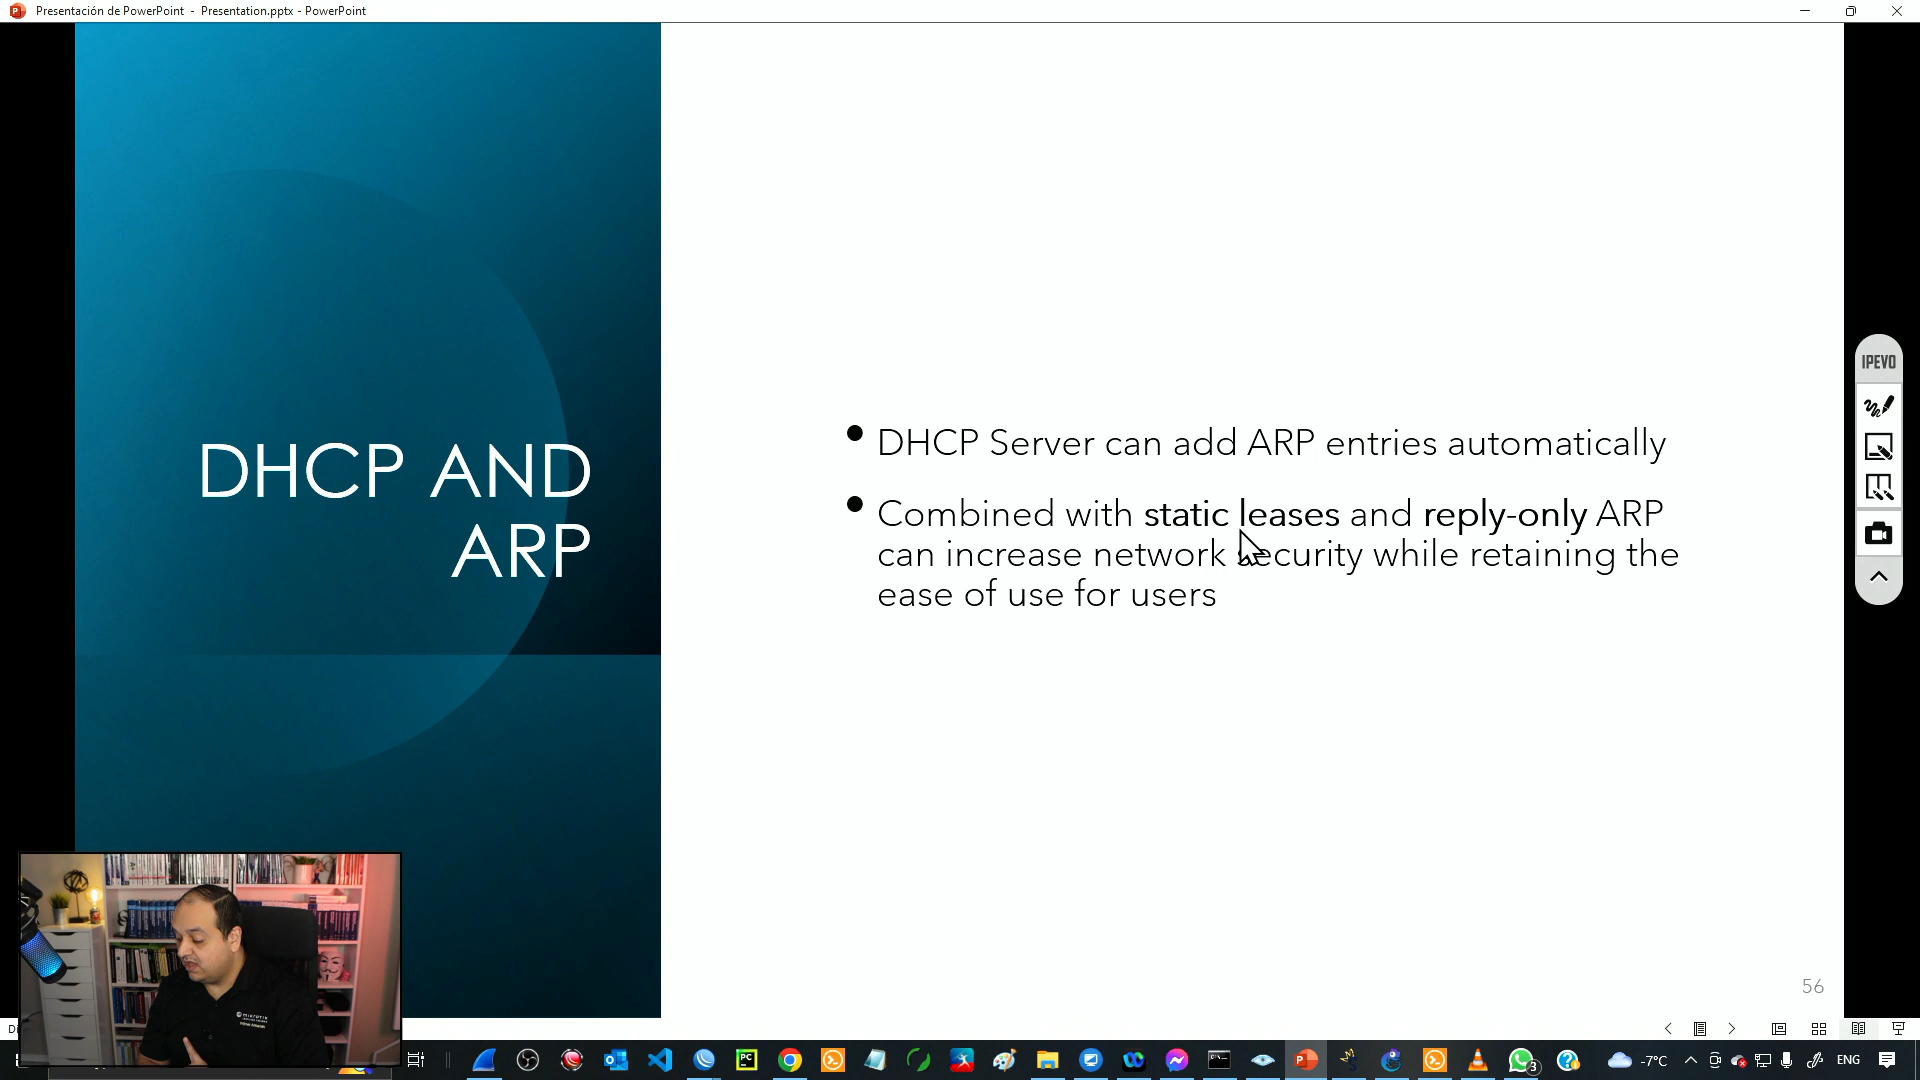 Presentación de PowerPoint - Presentation.pptx - PowerPoint
DHCP AND
ARP
• DHCP Server can add ARP entries automatically
• Combined with static leases and reply-only ARP
can increase network security while retaining the
ease of use for users
56
IPEVO
MIKROTIK
3
-7°C
ENG